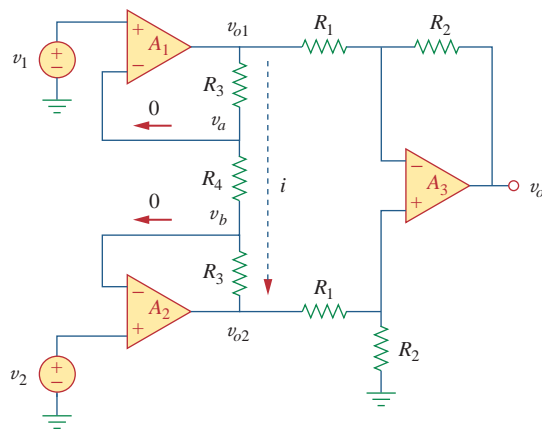 v1
+
−
+
−
A1
vo1
R1
R2
R3
0
va
R4
i
−
+
A3
vo
0
vb
R3
−
+
A2
vo2
R1
R2
v2
+
−